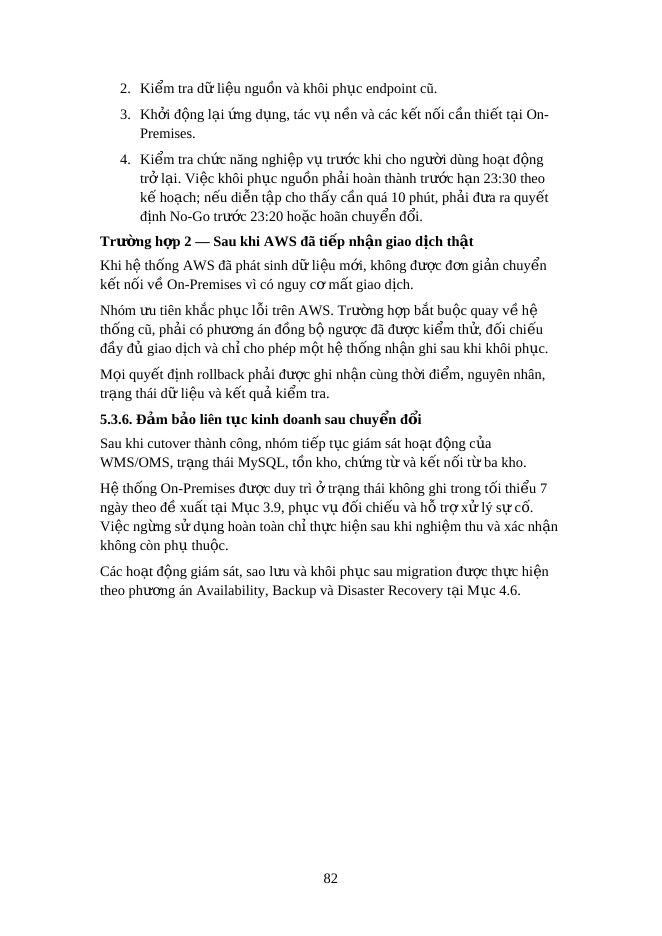 2. Kiểm tra dữ liệu nguồn và khôi phục endpoint cũ.
3. Khởi động lại ứng dụng, tác vụ nền và các kết nối cần thiết tại On-
Premises.
4. Kiểm tra chức năng nghiệp vụ trước khi cho người dùng hoạt động
trở lại. Việc khôi phục nguồn phải hoàn thành trước hạn 23:30 theo
kế hoạch; nếu diễn tập cho thấy cần quá 10 phút, phải đưa ra quyết
định No-Go trước 23:20 hoặc hoãn chuyển đổi.
Trường hợp 2 — Sau khi AWS đã tiếp nhận giao dịch thật
Khi hệ thống AWS đã phát sinh dữ liệu mới, không được đơn giản chuyển
kết nối về On-Premises vì có nguy cơ mất giao dịch.
Nhóm ưu tiên khắc phục lỗi trên AWS. Trường hợp bắt buộc quay về hệ
thống cũ, phải có phương án đồng bộ ngược đã được kiểm thử, đối chiếu
đầy đủ giao dịch và chỉ cho phép một hệ thống nhận ghi sau khi khôi phục.
Mọi quyết định rollback phải được ghi nhận cùng thời điểm, nguyên nhân,
trạng thái dữ liệu và kết quả kiểm tra.
5.3.6. Đảm bảo liên tục kinh doanh sau chuyển đổi
Sau khi cutover thành công, nhóm tiếp tục giám sát hoạt động của
WMS/OMS, trạng thái MySQL, tồn kho, chứng từ và kết nối từ ba kho.
Hệ thống On-Premises được duy trì ở trạng thái không ghi trong tối thiểu 7
ngày theo đề xuất tại Mục 3.9, phục vụ đối chiếu và hỗ trợ xử lý sự cố.
Việc ngừng sử dụng hoàn toàn chỉ thực hiện sau khi nghiệm thu và xác nhận
không còn phụ thuộc.
Các hoạt động giám sát, sao lưu và khôi phục sau migration được thực hiện
theo phương án Availability, Backup và Disaster Recovery tại Mục 4.6.
82